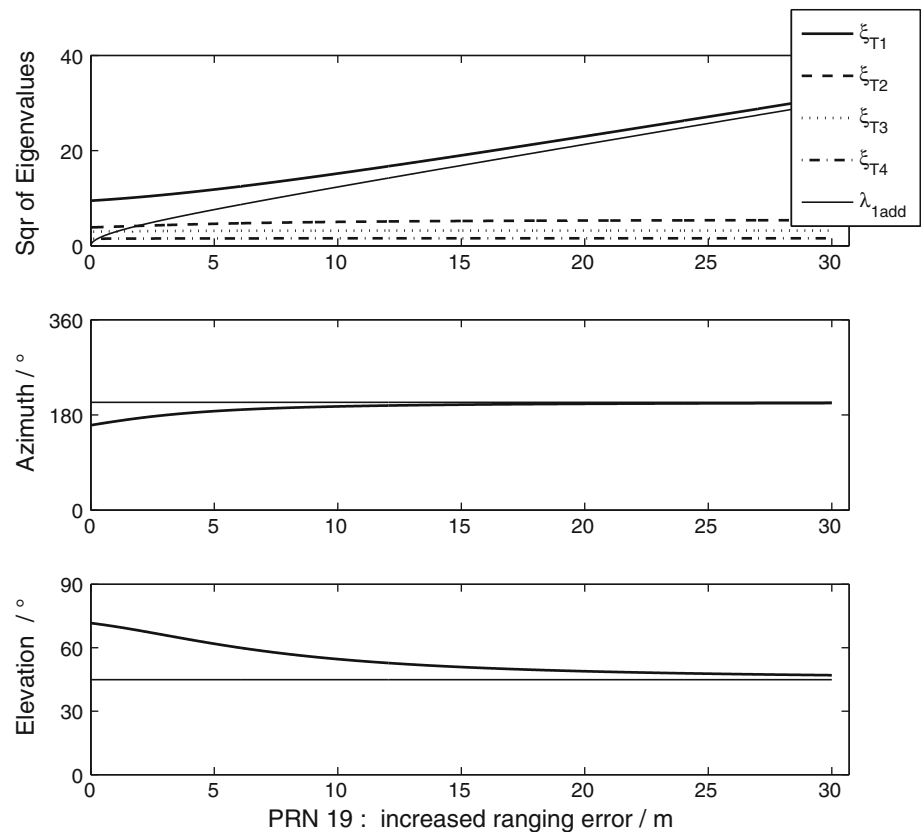 Sqr of Eigenvalues
40
20
0
0 5 10 15 20 25 30
ξT1
ξT2
ξT3
ξT4
λ1add
Azimuth / °
360
180
0
0 5 10 15 20 25 30
Elevation / °
90
60
30
0
0 5 10 15 20 25 30
PRN 19 : increased ranging error / m